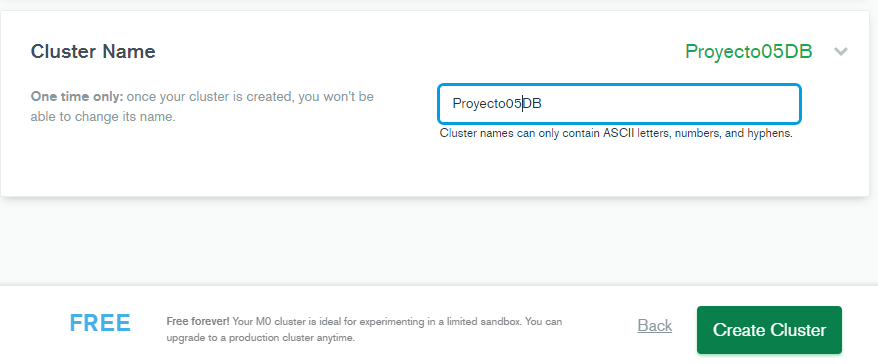 Cluster Name
Proyecto05DB
One time only: once your cluster is created, you won't be
able to change its name.
Proyecto05DB
Cluster names can only contain ASCII letters, numbers, and hyphens.
FREE
Free forever! Your M0 cluster is ideal for experimenting in a limited sandbox. You can
upgrade to a production cluster anytime.
Back
Create Cluster